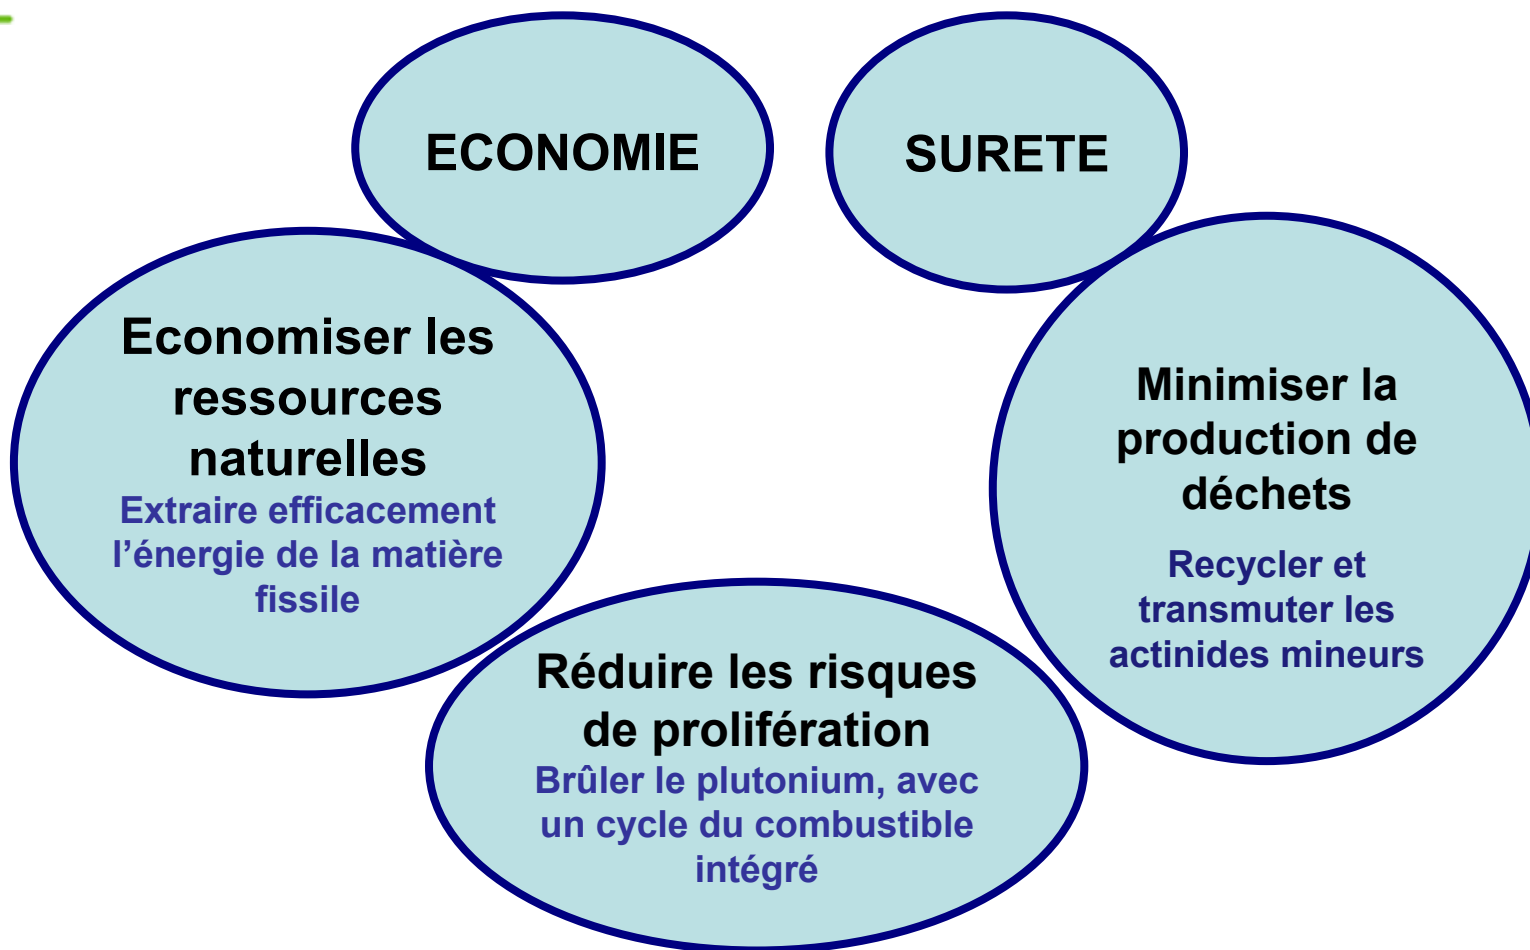 ECONOMIE
SURETE
Economiser les
ressources
naturelles
Extraire efficacement
l’énergie de la matière
fissile
Minimiser la
production de
déchets
Recycler et
transmuter les
actinides mineurs
Réduire les risques
de prolifération
Brûler le plutonium, avec
un cycle du combustible
intégré